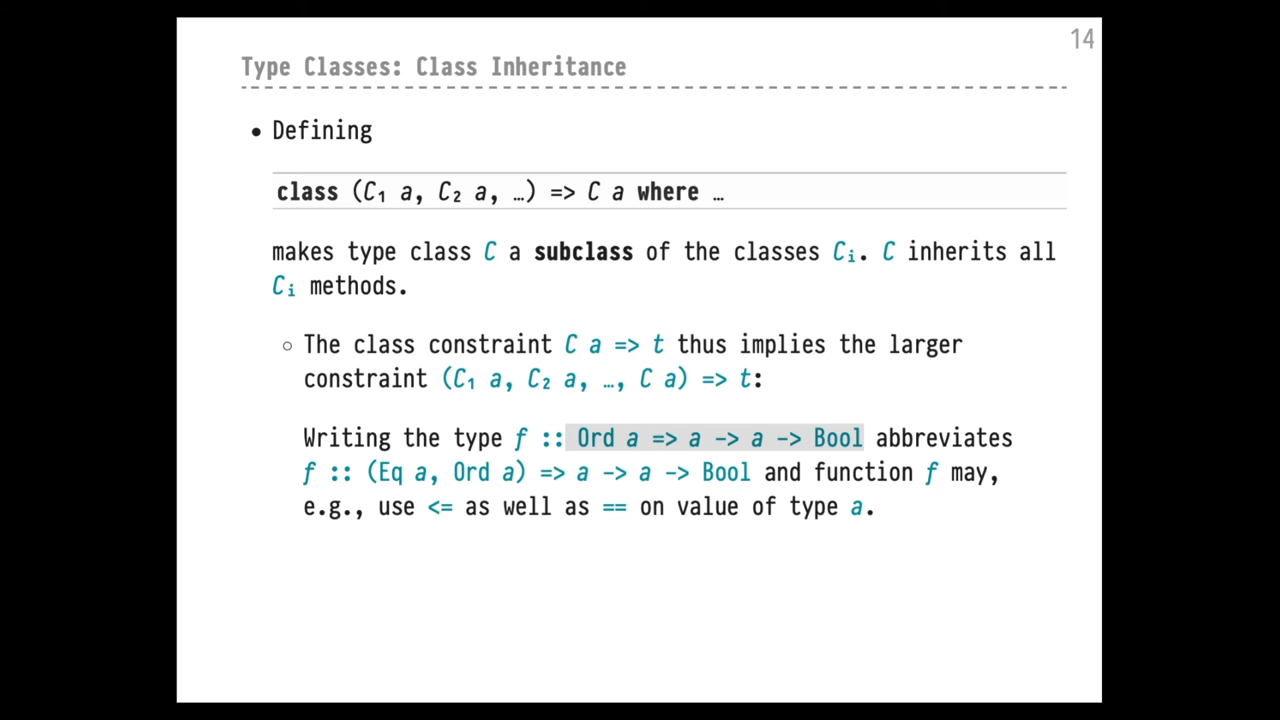 14
Type Classes: Class Inheritance
• Defining
class (C₁ a, C₂ a, …) => C a where …
makes type class C a subclass of the classes Cᵢ. C inherits all
Cᵢ methods.
◦ The class constraint C a => t thus implies the larger
constraint (C₁ a, C₂ a, …, C a) => t:
Writing the type f :: Ord a => a -> a -> Bool abbreviates
f :: (Eq a, Ord a) => a -> a -> Bool and function f may,
e.g., use <= as well as == on value of type a.